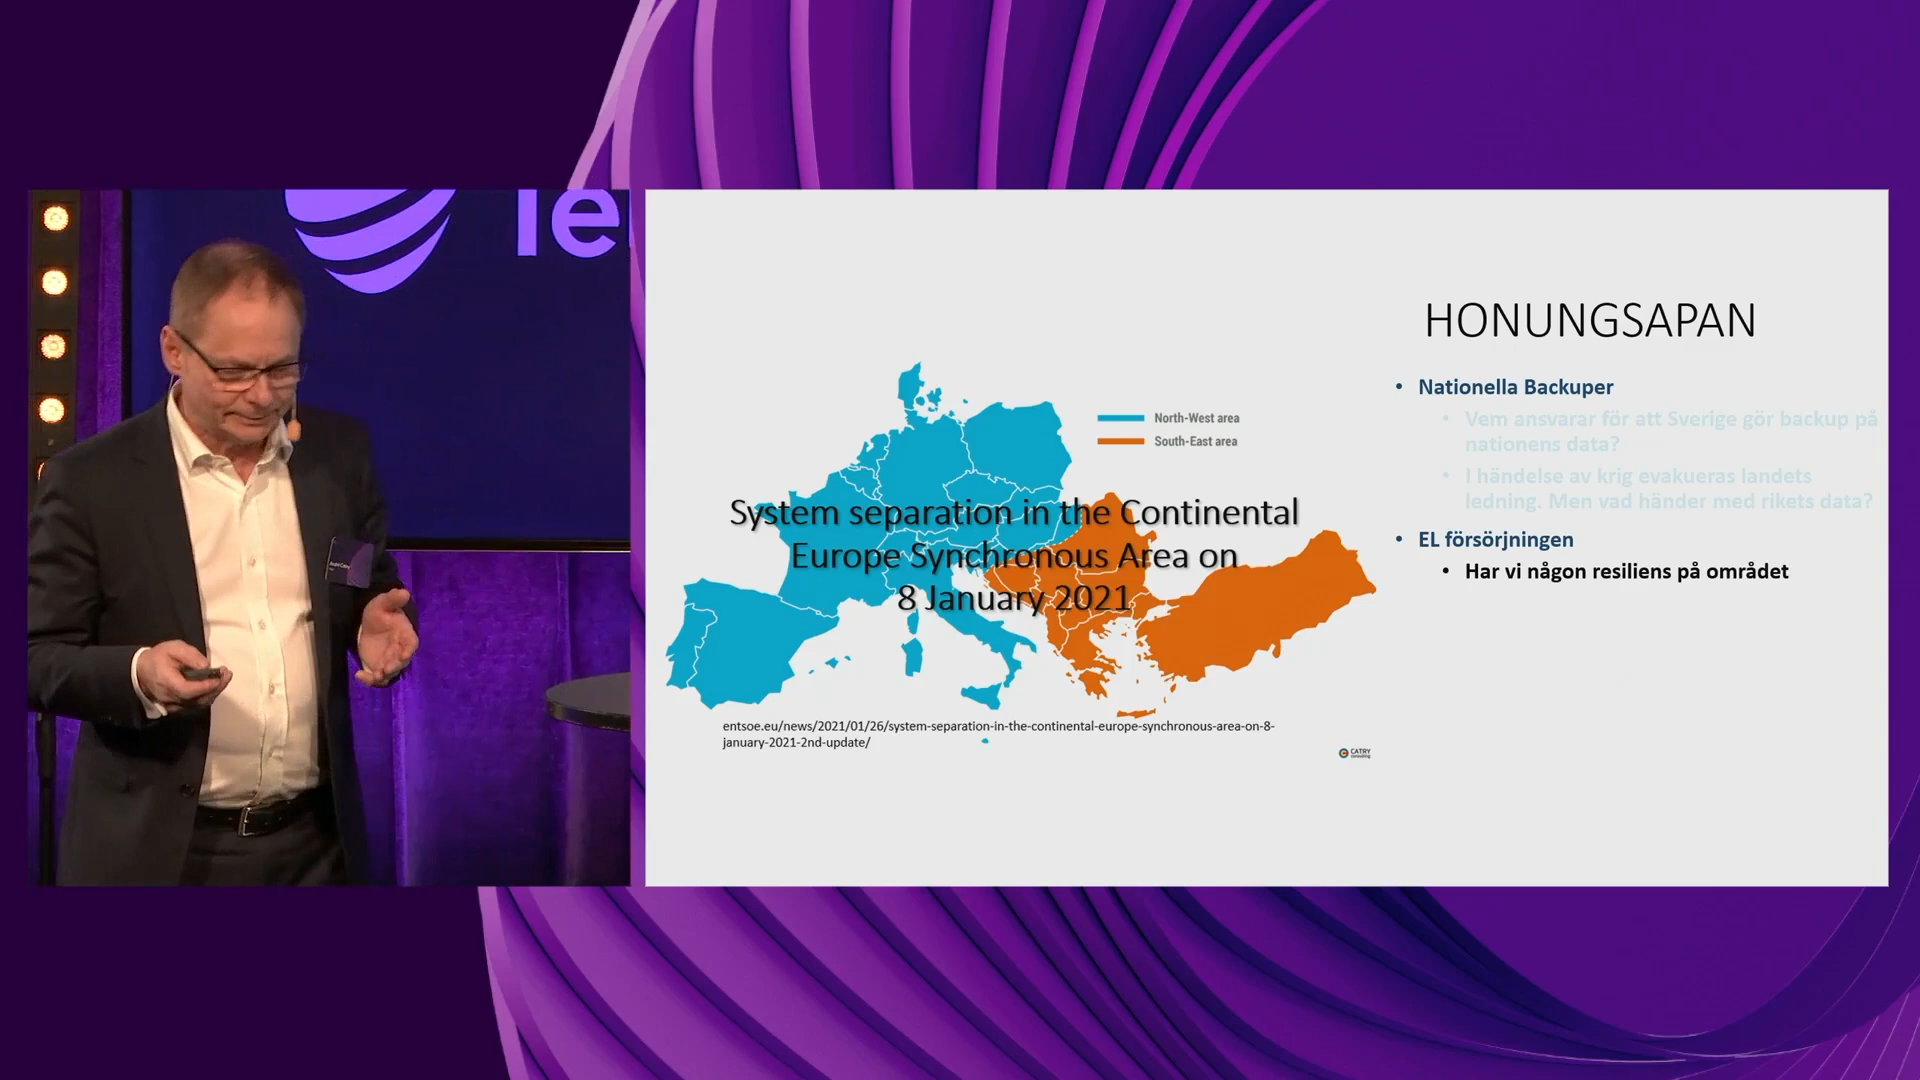 Te
HONUNGSAPAN
• Nationella Backuper
• Vem ansvarar för att Sverige gör backup på
nationens data?
• I händelse av krig evakueras landets
ledning. Men vad händer med rikets data?
• EL försörjningen
• Har vi någon resiliens på området
North-West area
South-East area
System separation in the Continental
Europe Synchronous Area on
8 January 2021
entsoe.eu/news/2021/01/26/system-separation-in-the-continental-europe-synchronous-area-on-8-
january-2021-2nd-update/
CATRY
consulting